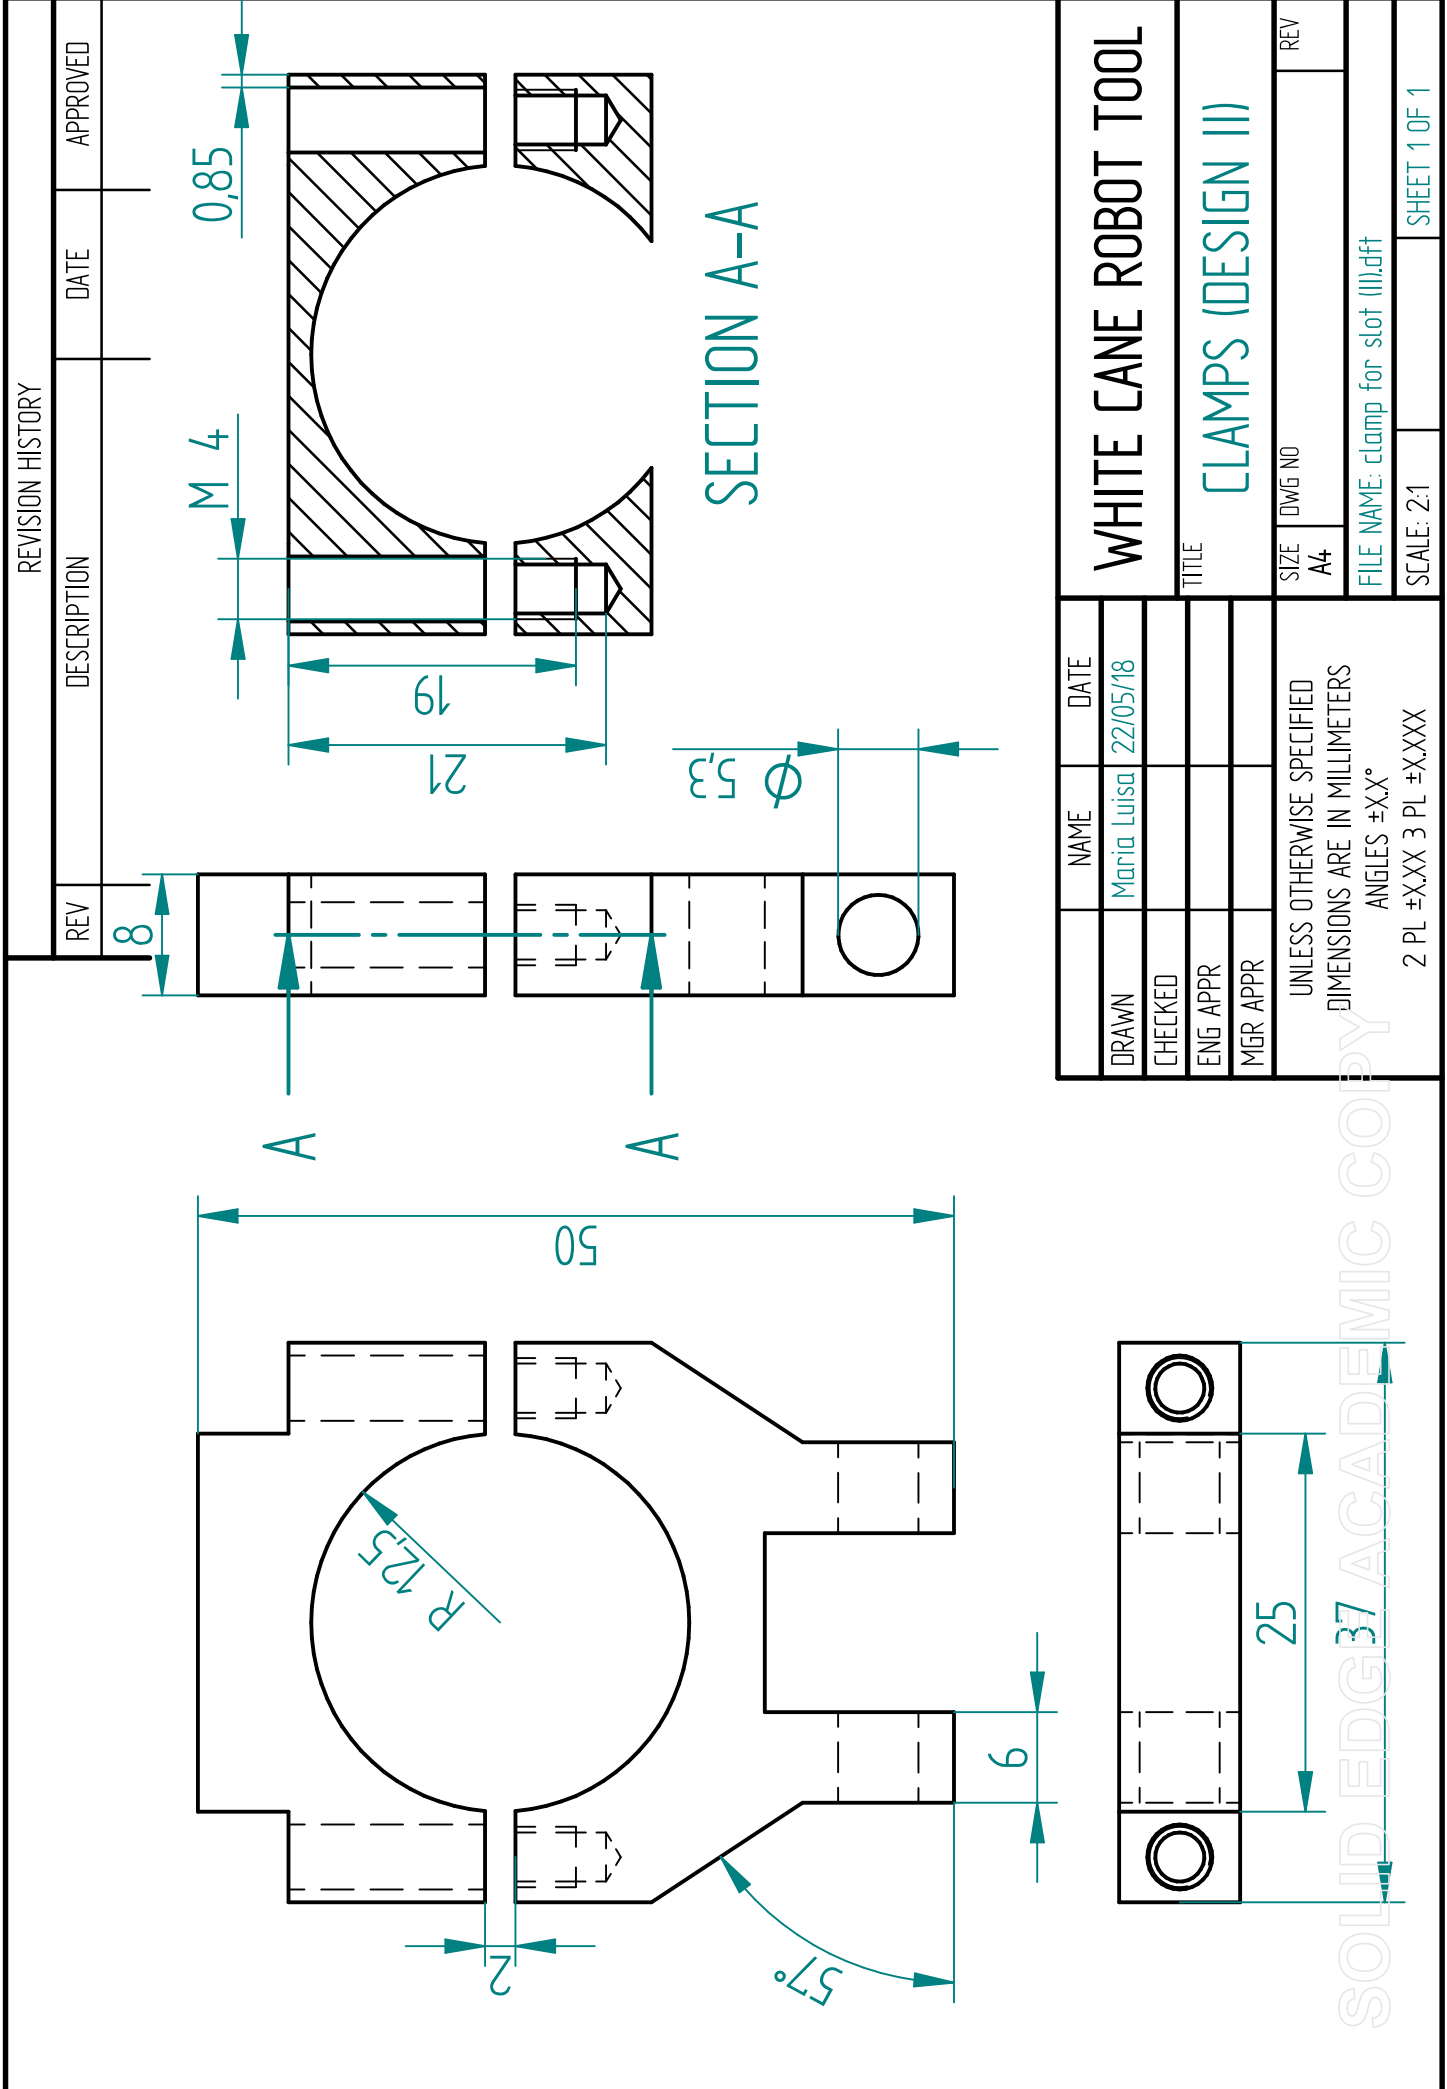 REVISION HISTORY
REV
DESCRIPTION
DATE
APPROVED
50
R 12,5
2
57°
6
8
A
A
Ø
5,3
M 4
0,85
19
21
SECTION A-A
25
37
NAME
DATE
DRAWN
Maria Luisa
22/05/18
CHECKED
ENG APPR
MGR APPR
UNLESS OTHERWISE SPECIFIED
DIMENSIONS ARE IN MILLIMETERS
ANGLES ±X.X°
2 PL ±X.XX 3 PL ±X.XXX
WHITE CANE ROBOT TOOL
TITLE
CLAMPS (DESIGN II)
SIZE
A4
DWG NO
REV
FILE NAME: clamp for slot (II).dft
SCALE: 2:1
SHEET 1 OF 1
SOLID EDGE ACADEMIC COPY